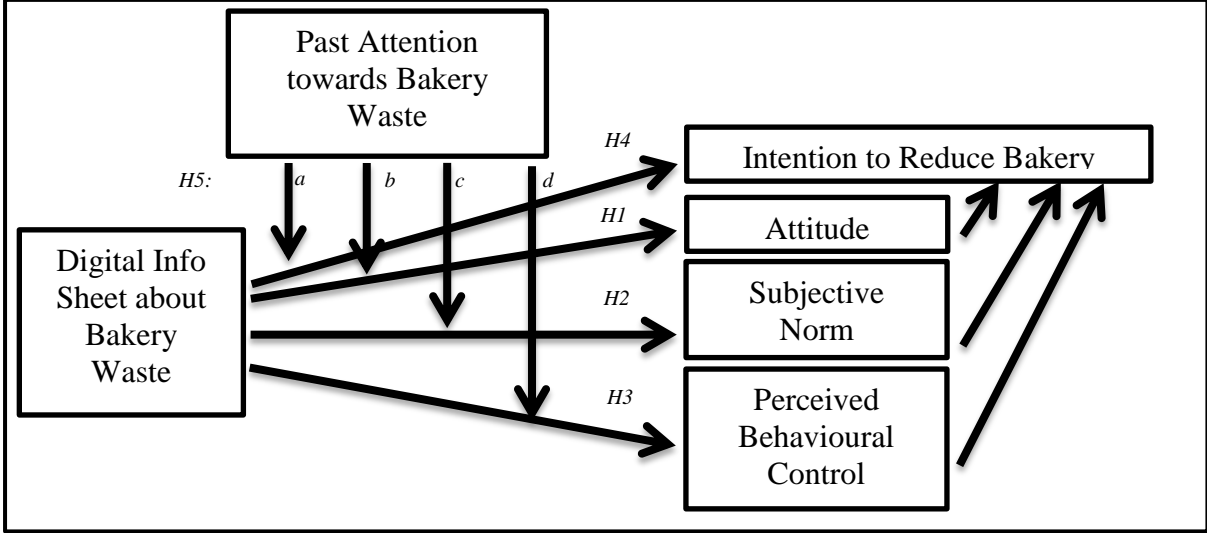 Past Attention
towards Bakery
Waste
H4
Intention to Reduce Bakery
H5:
a
b
c
d
H1
Attitude
Digital Info
Sheet about
Bakery
Waste
H2
Subjective
Norm
H3
Perceived
Behavioural
Control